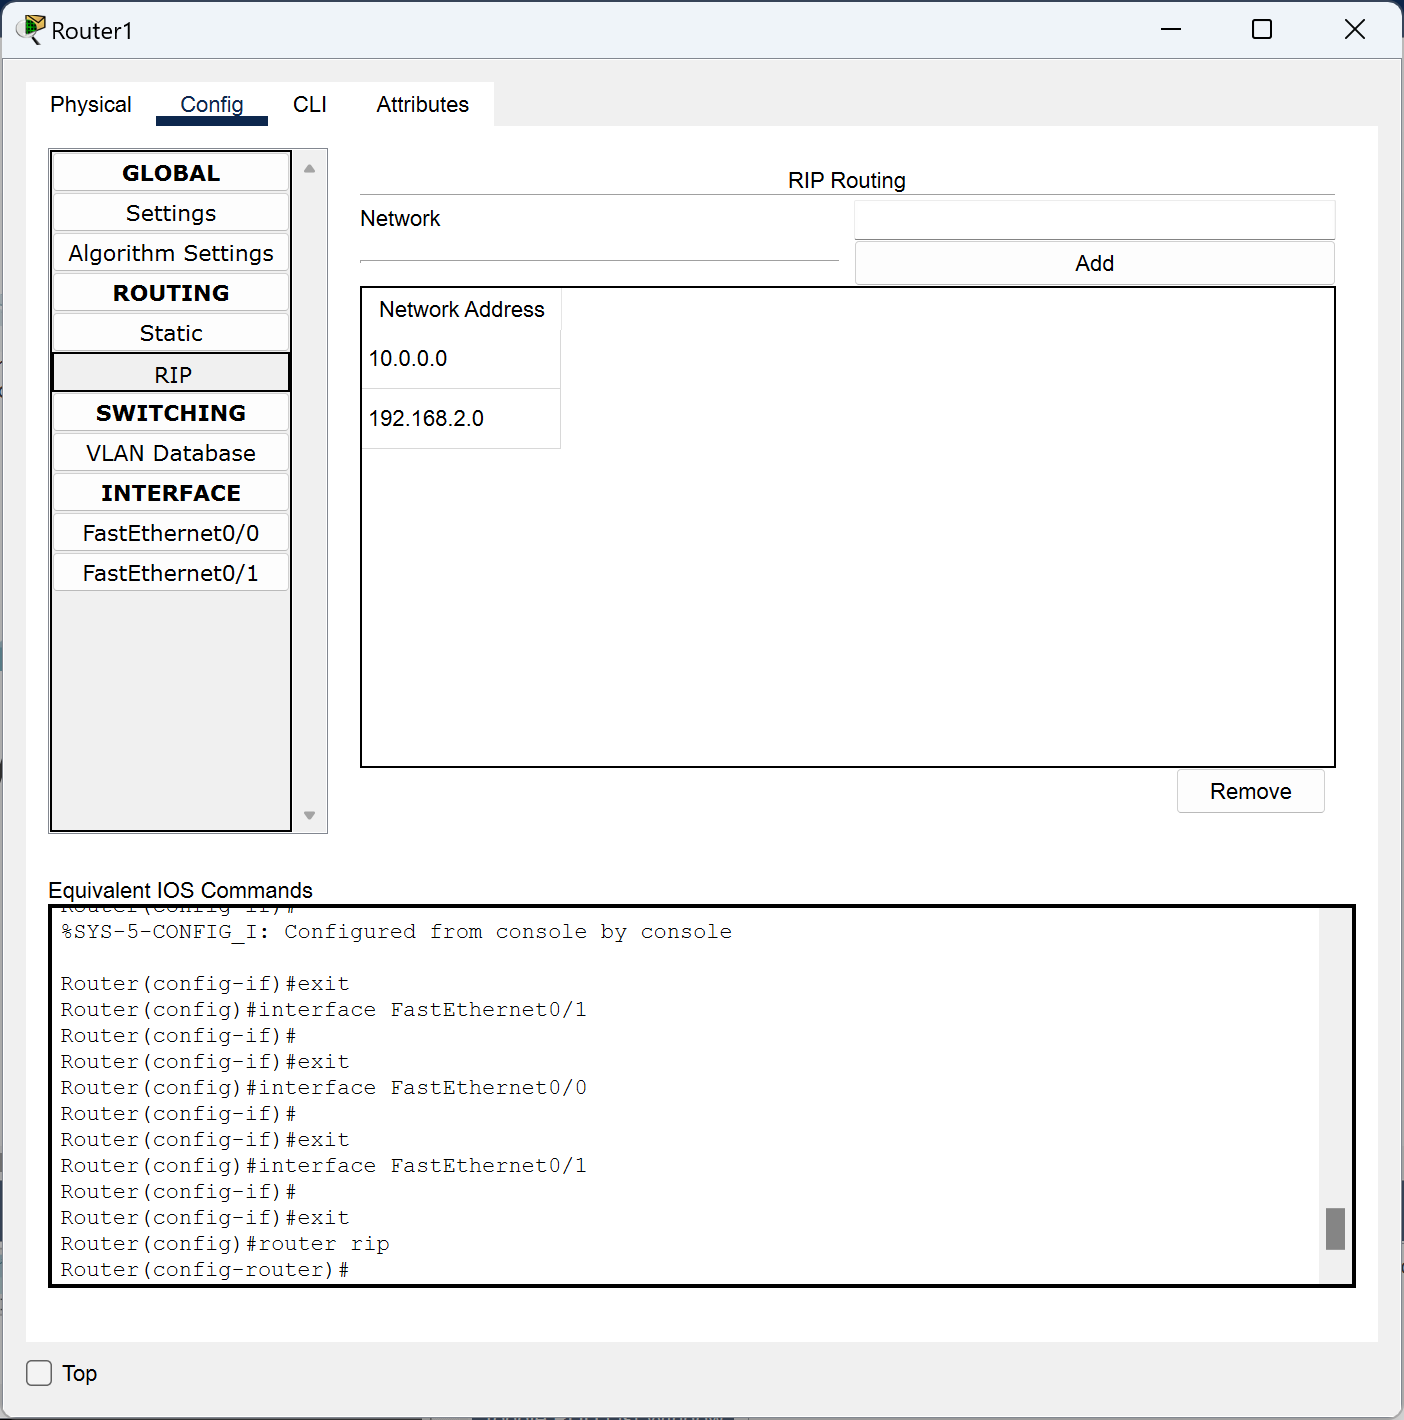 Router1
Physical Config CLI Attributes
GLOBAL
Settings
Algorithm Settings
ROUTING
Static
RIP
SWITCHING
VLAN Database
INTERFACE
FastEthernet0/0
FastEthernet0/1
RIP Routing
Network
Add
Network Address
10.0.0.0
192.168.2.0
Remove
Equivalent IOS Commands
Router(config-if)#
%SYS-5-CONFIG_I: Configured from console by console
Router(config-if)#exit
Router(config)#interface FastEthernet0/1
Router(config-if)#
Router(config-if)#exit
Router(config)#interface FastEthernet0/0
Router(config-if)#
Router(config-if)#exit
Router(config)#interface FastEthernet0/1
Router(config-if)#
Router(config-if)#exit
Router(config)#router rip
Router(config-router)#
Top